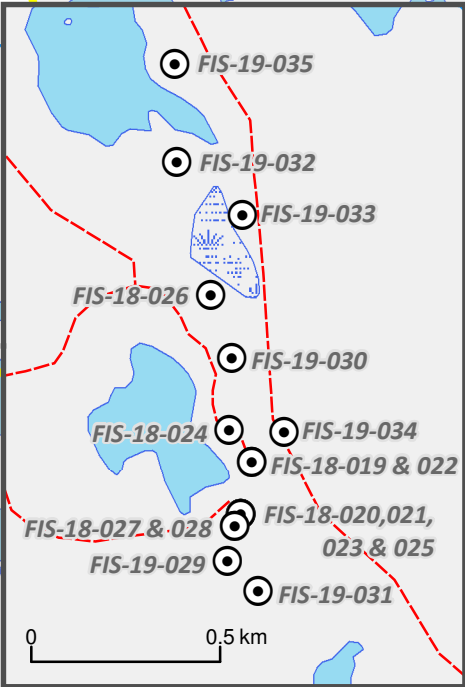 FIS-19-035
FIS-19-032
FIS-19-033
FIS-18-026
FIS-19-030
FIS-18-024
FIS-19-034
FIS-18-019 & 022
FIS-18-020,021,
023 & 025
FIS-18-027 & 028
FIS-19-029
FIS-19-031
0 0.5 km